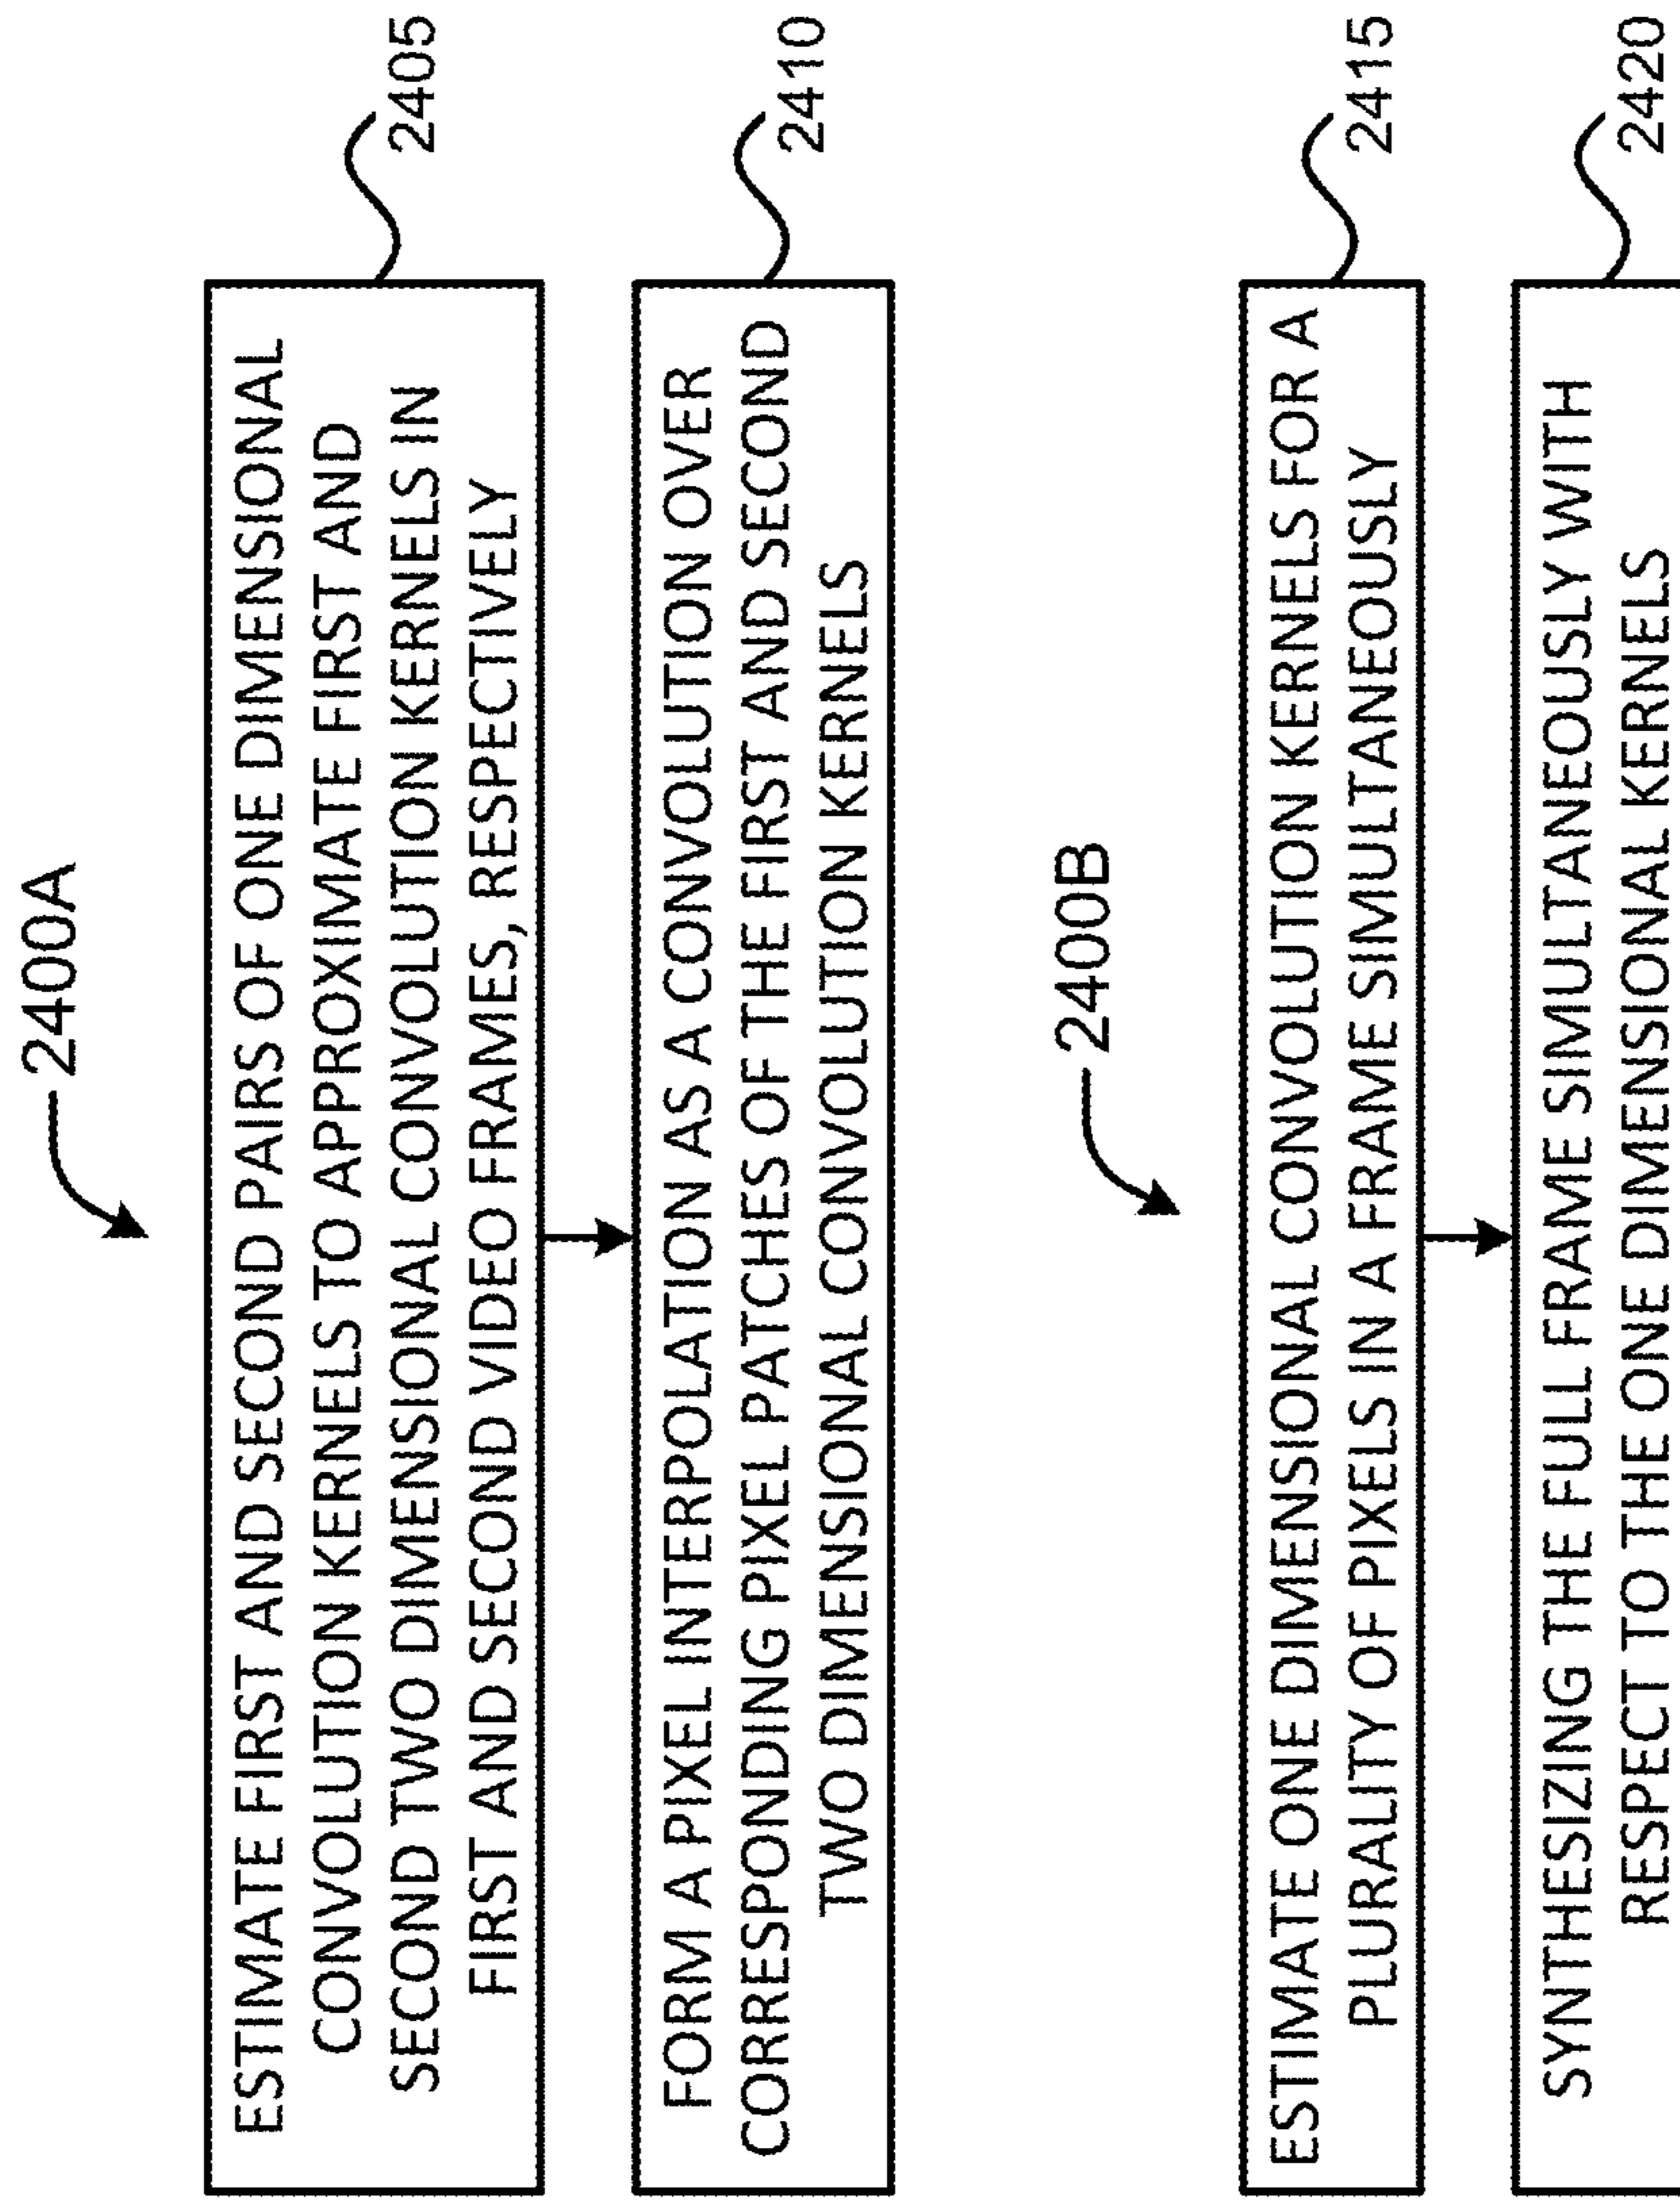 2400A
ESTIMATE FIRST AND SECOND PAIRS OF ONE DIMENSIONAL
CONVOLUTION KERNELS TO APPROXIMATE FIRST AND
SECOND TWO DIMENSIONAL CONVOLUTION KERNELS IN
FIRST AND SECOND VIDEO FRAMES, RESPECTIVELY
2405
FORM A PIXEL INTERPOLATION AS A CONVOLUTION OVER
CORRESPONDING PIXEL PATCHES OF THE FIRST AND SECOND
TWO DIMENSIONAL CONVOLUTION KERNELS
2410
2400B
ESTIMATE ONE DIMENSIONAL CONVOLUTION KERNELS FOR A
PLURALITY OF PIXELS IN A FRAME SIMULTANEOUSLY
2415
SYNTHESIZING THE FULL FRAME SIMULTANEOUSLY WITH
RESPECT TO THE ONE DIMENSIONAL KERNELS
2420